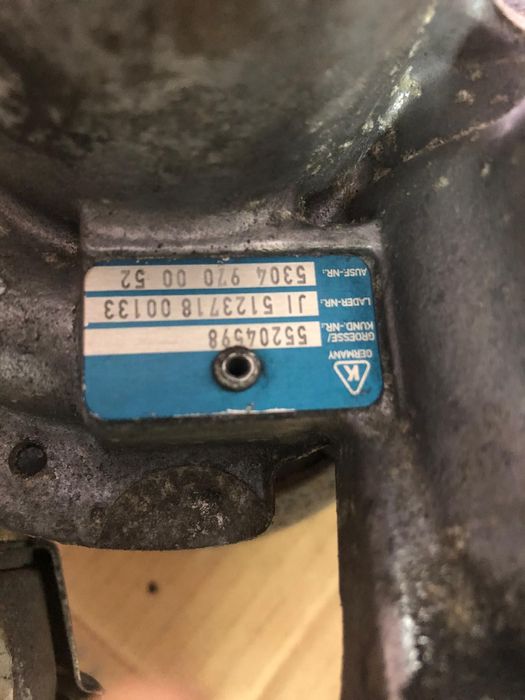 K
GERMANY
GROESSE/
KUND.-NR. 55204598
LADER-NR. JI 5123718 00133
AUSF.-NR. 5304 970 00 52